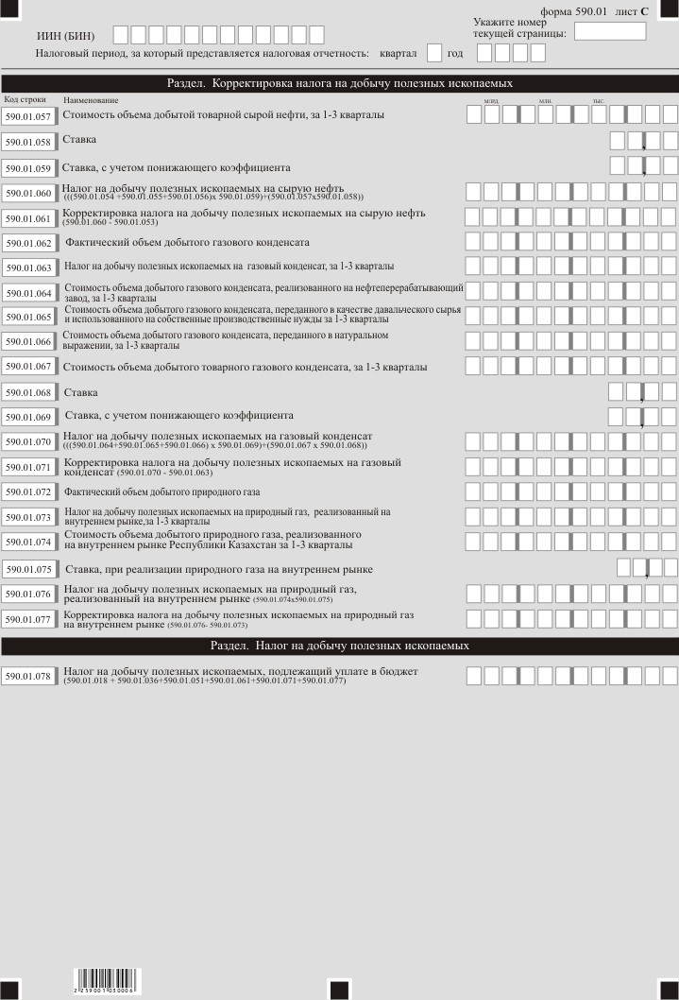 форма 590.01 лист С
Укажите номер
текущей страницы:
ИИН (БИН)
Налоговый период, за который представляется налоговая отчетность: квартал год
Раздел. Корректировка налога на добычу полезных ископаемых
Код строки Наименование млрд. млн. тыс.
590.01.057 Стоимость объема добытой товарной сырой нефти, за 1-3 кварталы
590.01.058 Ставка ,
590.01.059 Ставка, с учетом понижающего коэффициента ,
590.01.060 Налог на добычу полезных ископаемых на сырую нефть
(((590.01.054 +590.01.055+590.01.056)х 590.01.059)+(590.01.057х590.01.058))
590.01.061 Корректировка налога на добычу полезных ископаемых на сырую нефть
(590.01.060 - 590.01.053)
590.01.062 Фактический объем добытого газового конденсата
590.01.063 Налог на добычу полезных ископаемых на газовый конденсат, за 1-3 кварталы
590.01.064 Стоимость объема добытого газового конденсата, реализованного на нефтеперерабатывающий
завод, за 1-3 кварталы
590.01.065 Стоимость объема добытого газового конденсата, переданного в качестве давальческого сырья
и использованного на собственные производственные нужды за 1-3 кварталы
590.01.066 Стоимость объема добытого газового конденсата, переданного в натуральном
выражении, за 1-3 кварталы
590.01.067 Стоимость объема добытого товарного газового конденсата, за 1-3 кварталы
590.01.068 Ставка ,
590.01.069 Ставка, с учетом понижающего коэффициента ,
590.01.070 Налог на добычу полезных ископаемых на газовый конденсат
(((590.01.064+590.01.065+590.01.066) х 590.01.069)+(590.01.067 х 590.01.068))
590.01.071 Корректировка налога на добычу полезных ископаемых на газовый
конденсат (590.01.070 - 590.01.063)
590.01.072 Фактический объем добытого природного газа
590.01.073 Налог на добычу полезных ископаемых на природный газ, реализованный на
внутреннем рынке,за 1-3 кварталы
590.01.074 Стоимость объема добытого природного газа, реализованного
на внутреннем рынке Республики Казахстан за 1-3 кварталы
590.01.075 Ставка, при реализации природного газа на внутреннем рынке ,
590.01.076 Налог на добычу полезных ископаемых на природный газ,
реализованный на внутреннем рынке (590.01.074х590.01.075)
590.01.077 Корректировка налога на добычу полезных ископаемых на природный газ
на внутреннем рынке (590.01.076- 590.01.073)
Раздел. Налог на добычу полезных ископаемых
590.01.078 Налог на добычу полезных ископаемых, подлежащий уплате в бюджет
(590.01.018 + 590.01.036+590.01.051+590.01.061+590.01.071+590.01.077)
2 259001 030006